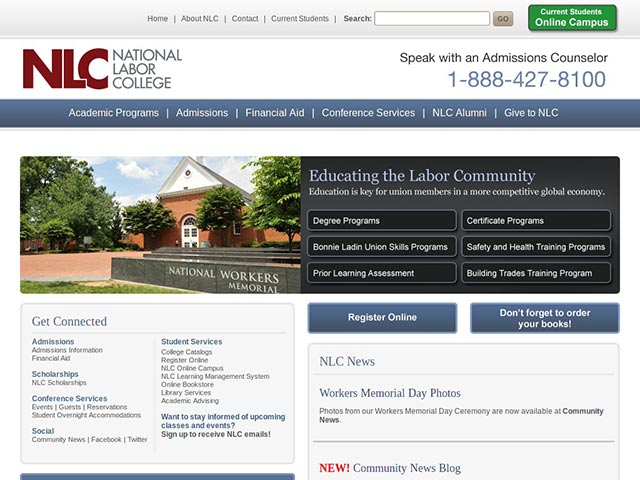 Home | About NLC | Contact | Current Students | Search: GO
Current Students
Online Campus
NLC NATIONAL
LABOR
COLLEGE
Speak with an Admissions Counselor
1-888-427-8100
Academic Programs | Admissions | Financial Aid | Conference Services | NLC Alumni | Give to NLC
NATIONAL WORKERS
MEMORIAL
Educating the Labor Community
Education is key for union members in a more competitive global economy.
Degree Programs
Certificate Programs
Bonnie Ladin Union Skills Programs
Safety and Health Training Programs
Prior Learning Assessment
Building Trades Training Program
Get Connected
Admissions
Admissions Information
Financial Aid
Scholarships
NLC Scholarships
Conference Services
Events | Guests | Reservations
Student Overnight Accommodations
Social
Community News | Facebook | Twitter
Student Services
College Catalogs
Register Online
NLC Online Campus
NLC Learning Management System
Online Bookstore
Library Services
Academic Advising
Want to stay informed of upcoming
classes and events?
Sign up to receive NLC emails!
Register Online
Don't forget to order
your books!
NLC News
Workers Memorial Day Photos
Photos from our Workers Memorial Day Ceremony are now available at Community
News.
NEW! Community News Blog